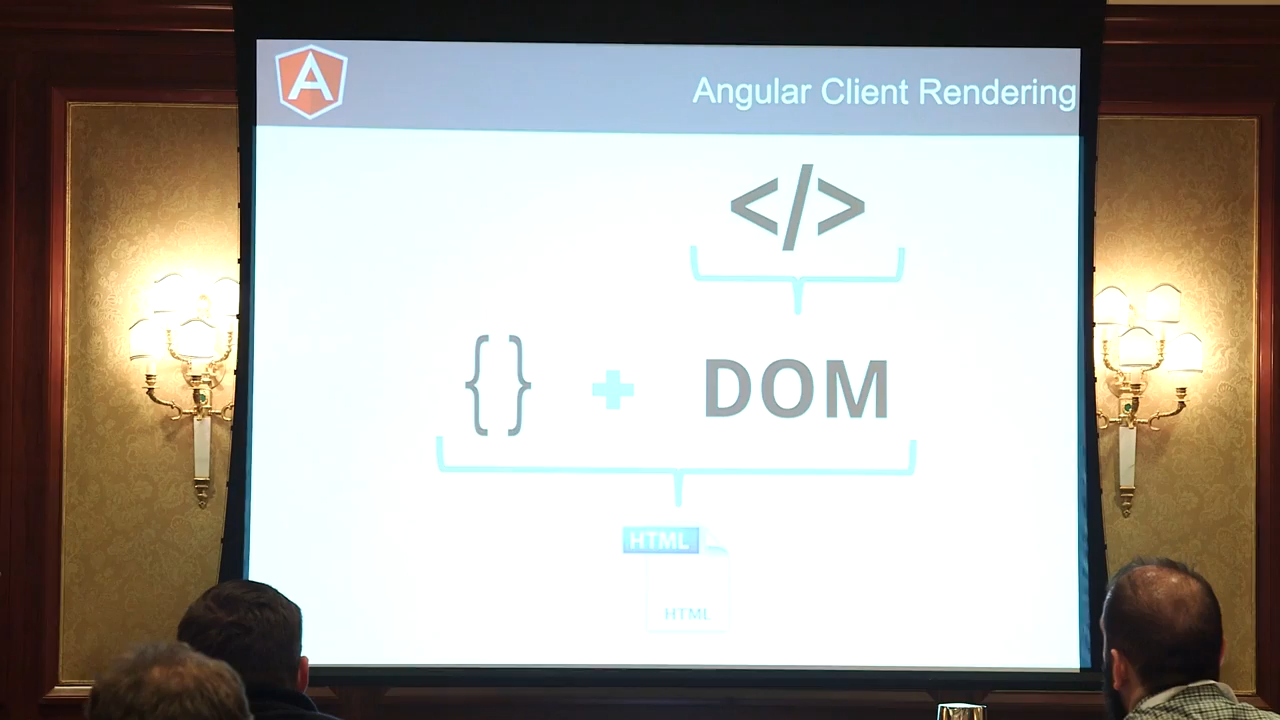 A
Angular Client Rendering
</>
{} + DOM
HTML
HTML